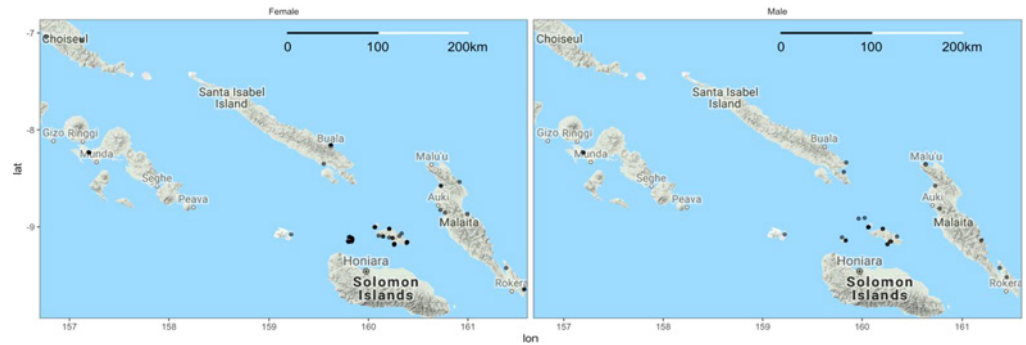 Female
Male
-7
Choiseul
0 100 200km
Choiseul
0 100 200km
Santa Isabel
Island
Santa Isabel
Island
-8
Gizo Ringgi
Buala
Gizo Ringgi
Buala
Munda
Malu'u
Munda
Malu'u
lat
Seghe
Auki
Seghe
Auki
Peava
Malaita
Peava
Malaita
-9
Honiara
Honiara
Solomon
Islands
Rokera
Solomon
Islands
Rokera
157 158 159 160 161
157 158 159 160 161
lon